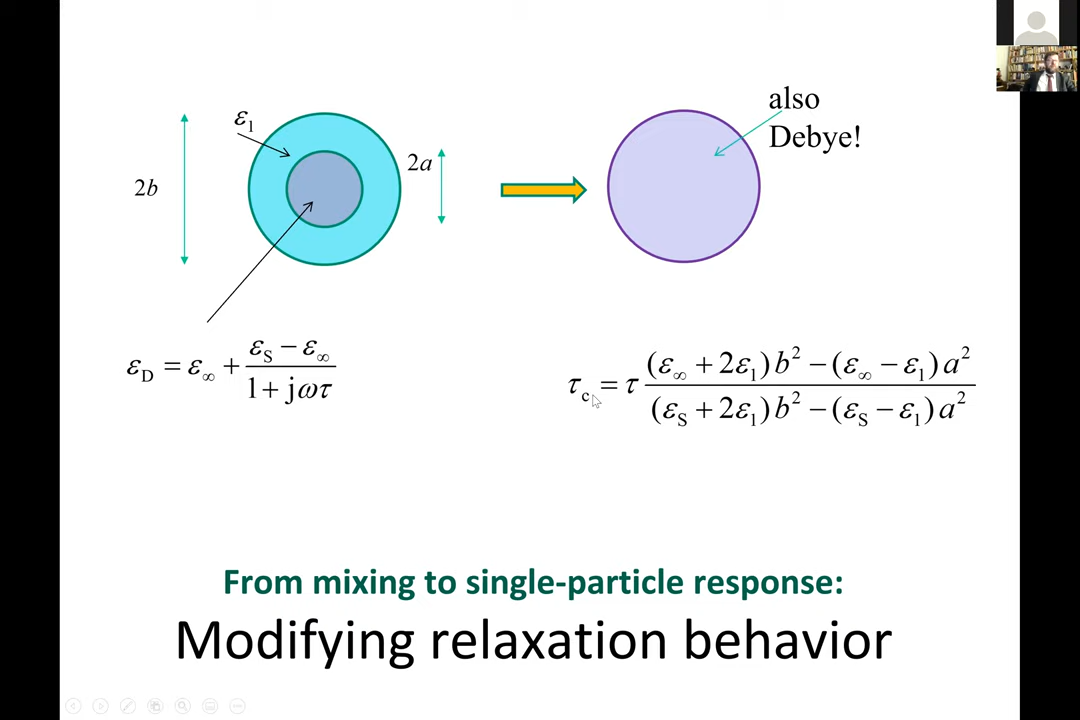 also
Debye!
ε₁
2a
2b
ε_D = ε_∞ + (ε_S − ε_∞) / (1 + jωτ)
τ_c = τ ((ε_∞ + 2ε₁)b² − (ε_∞ − ε₁)a²) / ((ε_S + 2ε₁)b² − (ε_S − ε₁)a²)
From mixing to single-particle response:
Modifying relaxation behavior